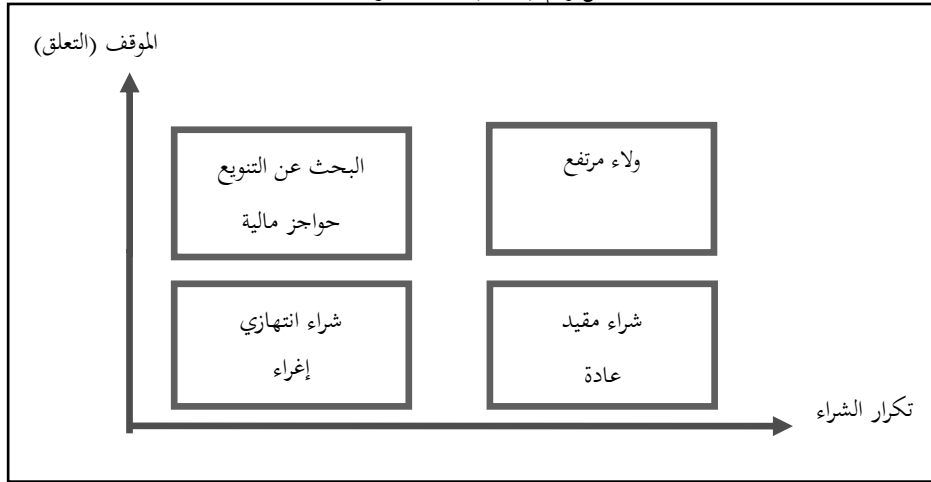 الموقف (التعلق)
ولاء مرتفع
البحث عن التنويع
حواجز مالية
شراء مقيد
عادة
شراء انتهازي
إغراء
تكرار الشراء